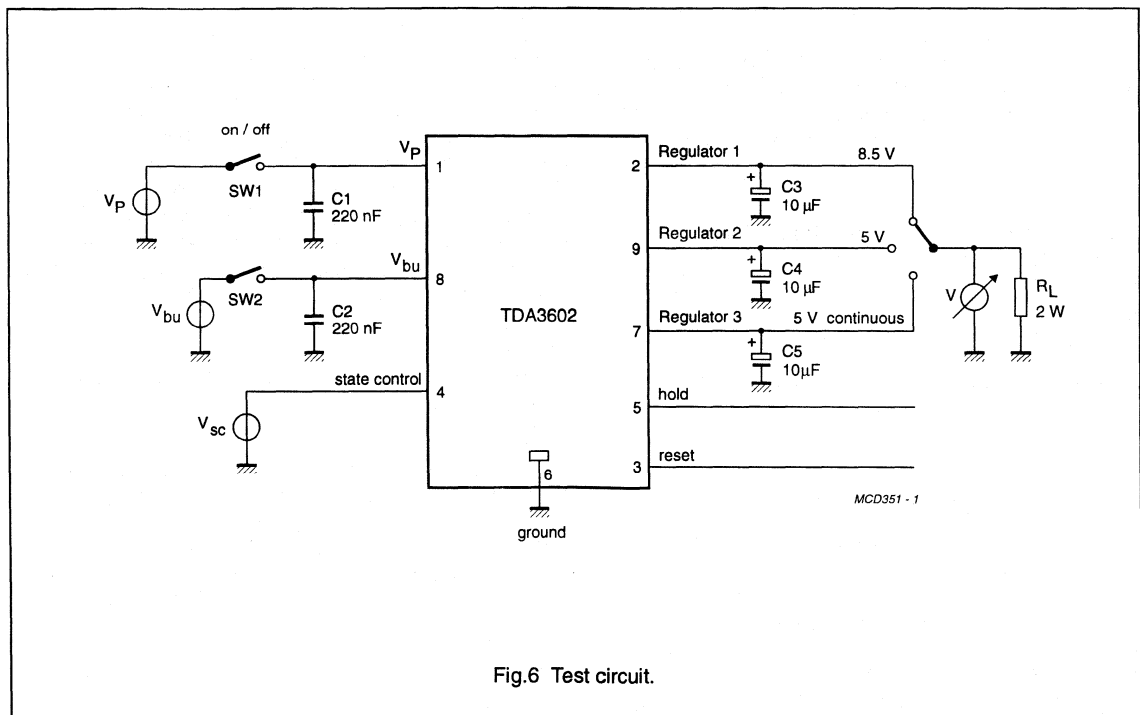 on / off
V_P
SW1
V_P
C1
220 nF
1
V_bu
SW2
V_bu
C2
220 nF
8
state control
V_sc
4
TDA3602
6
ground
2
Regulator 1
8.5 V
+
C3
10 µF
9
Regulator 2
5 V
+
C4
10 µF
7
Regulator 3
5 V continuous
+
C5
10µF
V
R_L
2 W
5
hold
3
reset
MCD351 - 1
Fig.6 Test circuit.